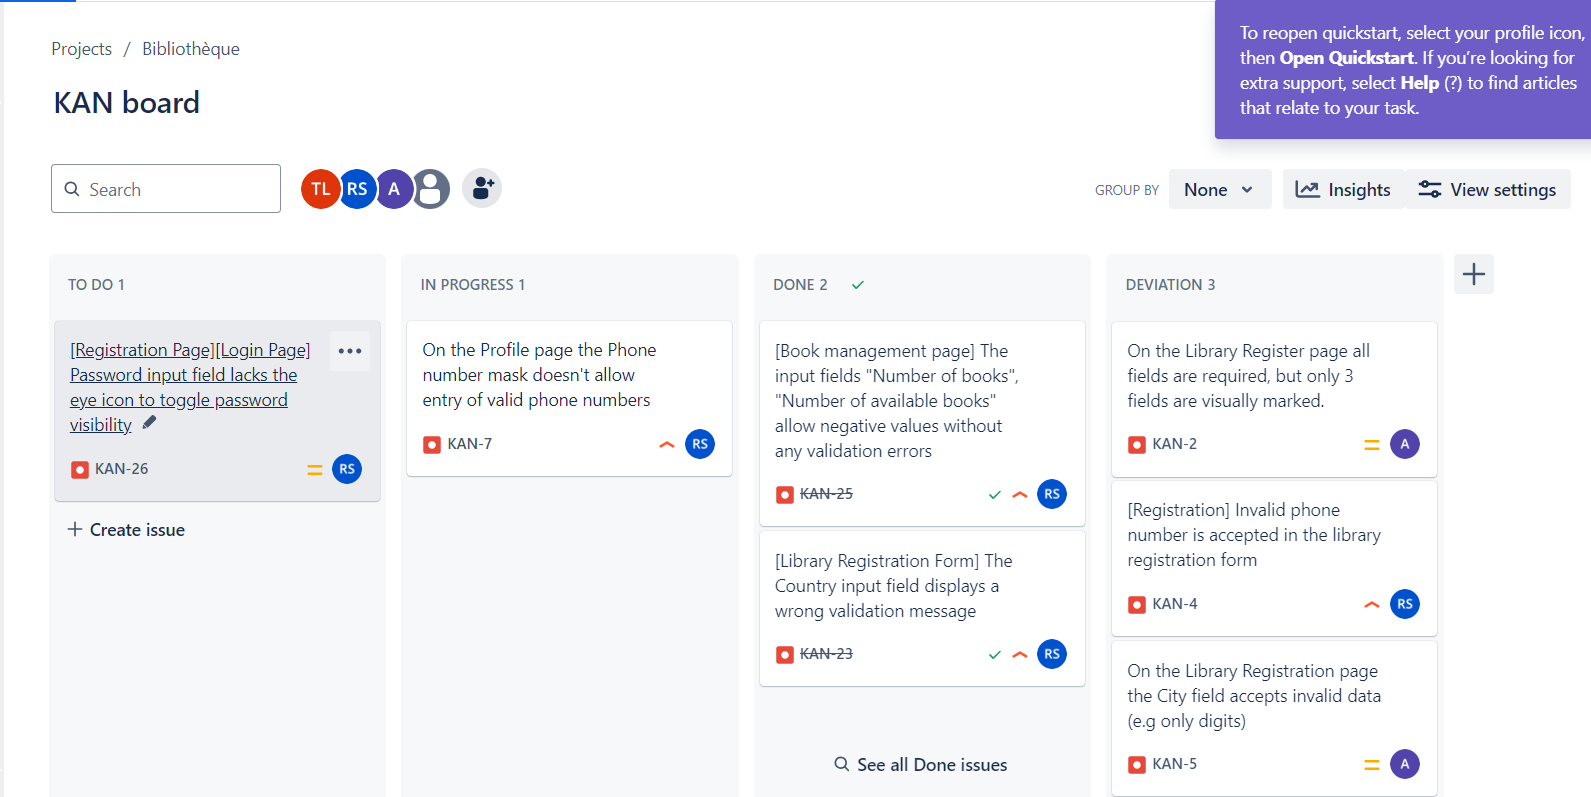 Projects / Bibliothèque
To reopen quickstart, select your profile icon,
then Open Quickstart. If you're looking for
extra support, select Help (?) to find articles
that relate to your task.
KAN board
Search
TL RS A
GROUP BY None Insights View settings
TO DO 1
[Registration Page][Login Page]
Password input field lacks the
eye icon to toggle password
visibility
KAN-26 RS
+ Create issue
IN PROGRESS 1
On the Profile page the Phone
number mask doesn't allow
entry of valid phone numbers
KAN-7 RS
DONE 2
[Book management page] The
input fields "Number of books",
"Number of available books"
allow negative values without
any validation errors
KAN-25 RS
[Library Registration Form] The
Country input field displays a
wrong validation message
KAN-23 RS
See all Done issues
DEVIATION 3
On the Library Register page all
fields are required, but only 3
fields are visually marked.
KAN-2 A
[Registration] Invalid phone
number is accepted in the library
registration form
KAN-4 RS
On the Library Registration page
the City field accepts invalid data
(e.g only digits)
KAN-5 A